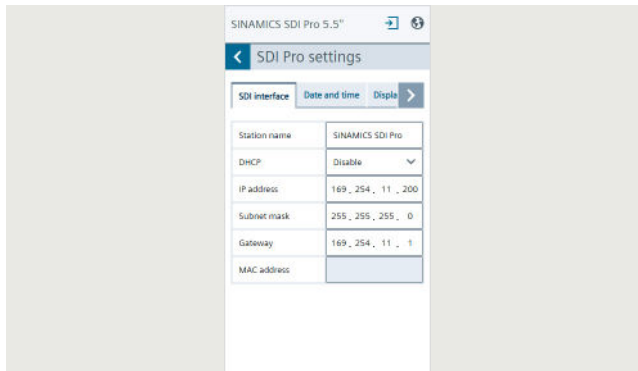 SINAMICS SDI Pro 5.5"
SDI Pro settings
SDI interface Date and time Displa
Station name SINAMICS SDI Pro
DHCP Disable
IP address 169 . 254 . 11 . 200
Subnet mask 255 . 255 . 255 . 0
Gateway 169 . 254 . 11 . 1
MAC address